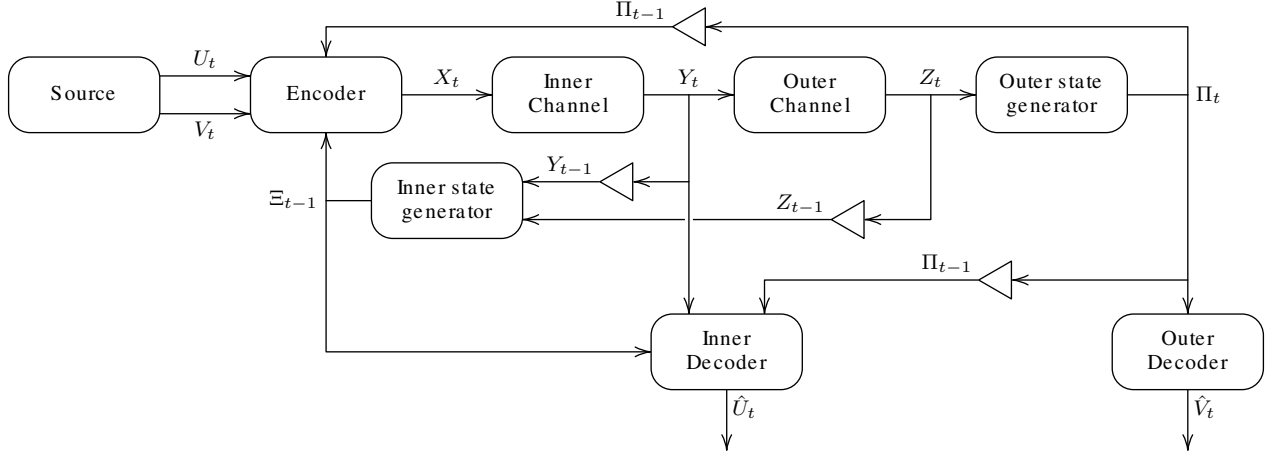 Π_{t−1}
Source
U_t
V_t
Encoder
X_t
Inner
Channel
Y_t
Outer
Channel
Z_t
Outer state
generator
Π_t
Ξ_{t−1}
Inner state
generator
Y_{t−1}
Z_{t−1}
Π_{t−1}
Inner
Decoder
Outer
Decoder
Û_t
V̂_t